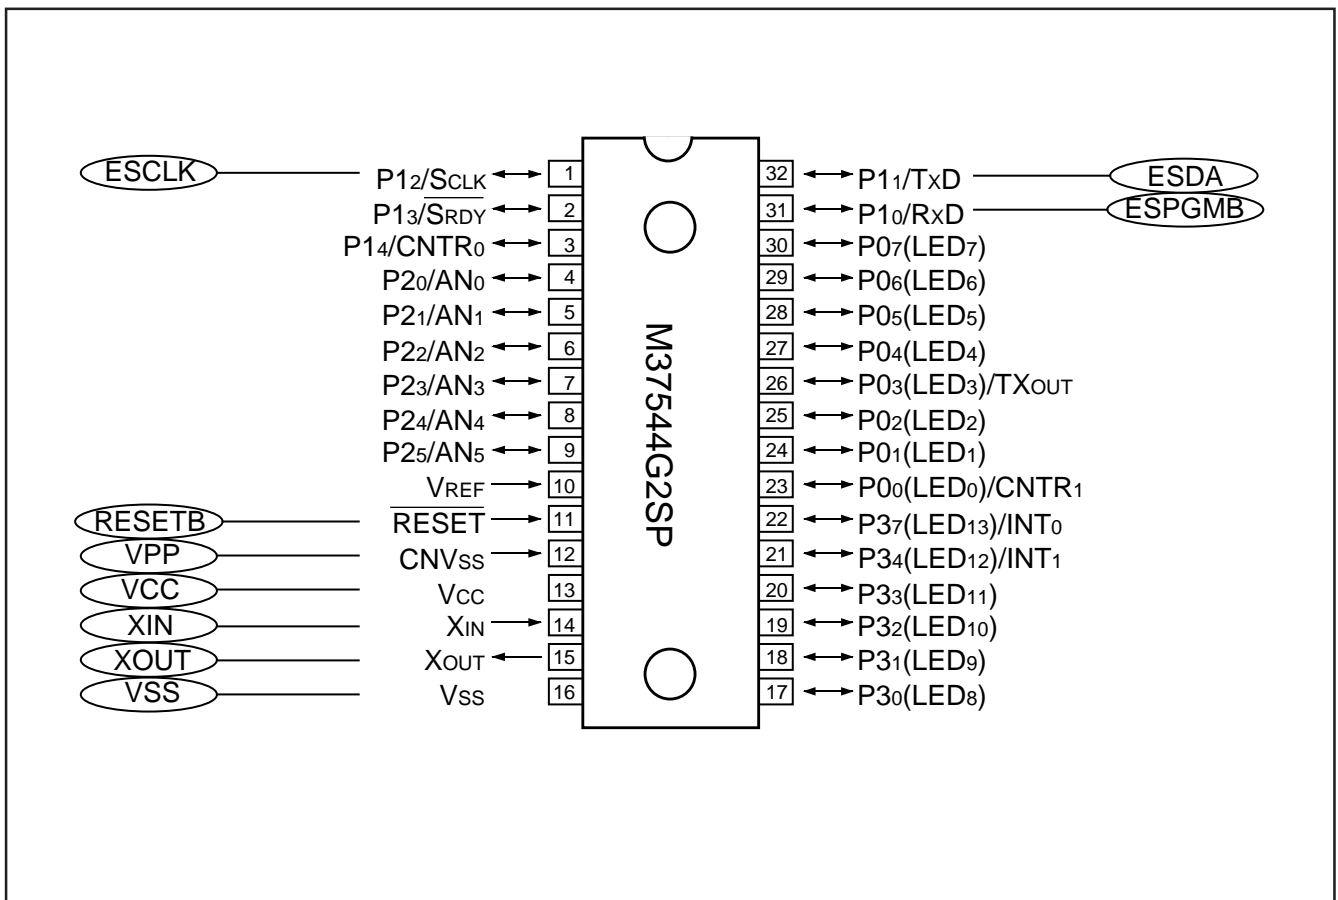 ESCLK
RESETB
VPP
VCC
XIN
XOUT
VSS
P12/SCLK 1
P13/SRDY 2
P14/CNTR0 3
P20/AN0 4
P21/AN1 5
P22/AN2 6
P23/AN3 7
P24/AN4 8
P25/AN5 9
VREF 10
RESET 11
CNVSS 12
VCC 13
XIN 14
XOUT 15
VSS 16
M37544G2SP
32 P11/TXD
31 P10/RXD
30 P07(LED7)
29 P06(LED6)
28 P05(LED5)
27 P04(LED4)
26 P03(LED3)/TXOUT
25 P02(LED2)
24 P01(LED1)
23 P00(LED0)/CNTR1
22 P37(LED13)/INT0
21 P34(LED12)/INT1
20 P33(LED11)
19 P32(LED10)
18 P31(LED9)
17 P30(LED8)
ESDA
ESPGMB